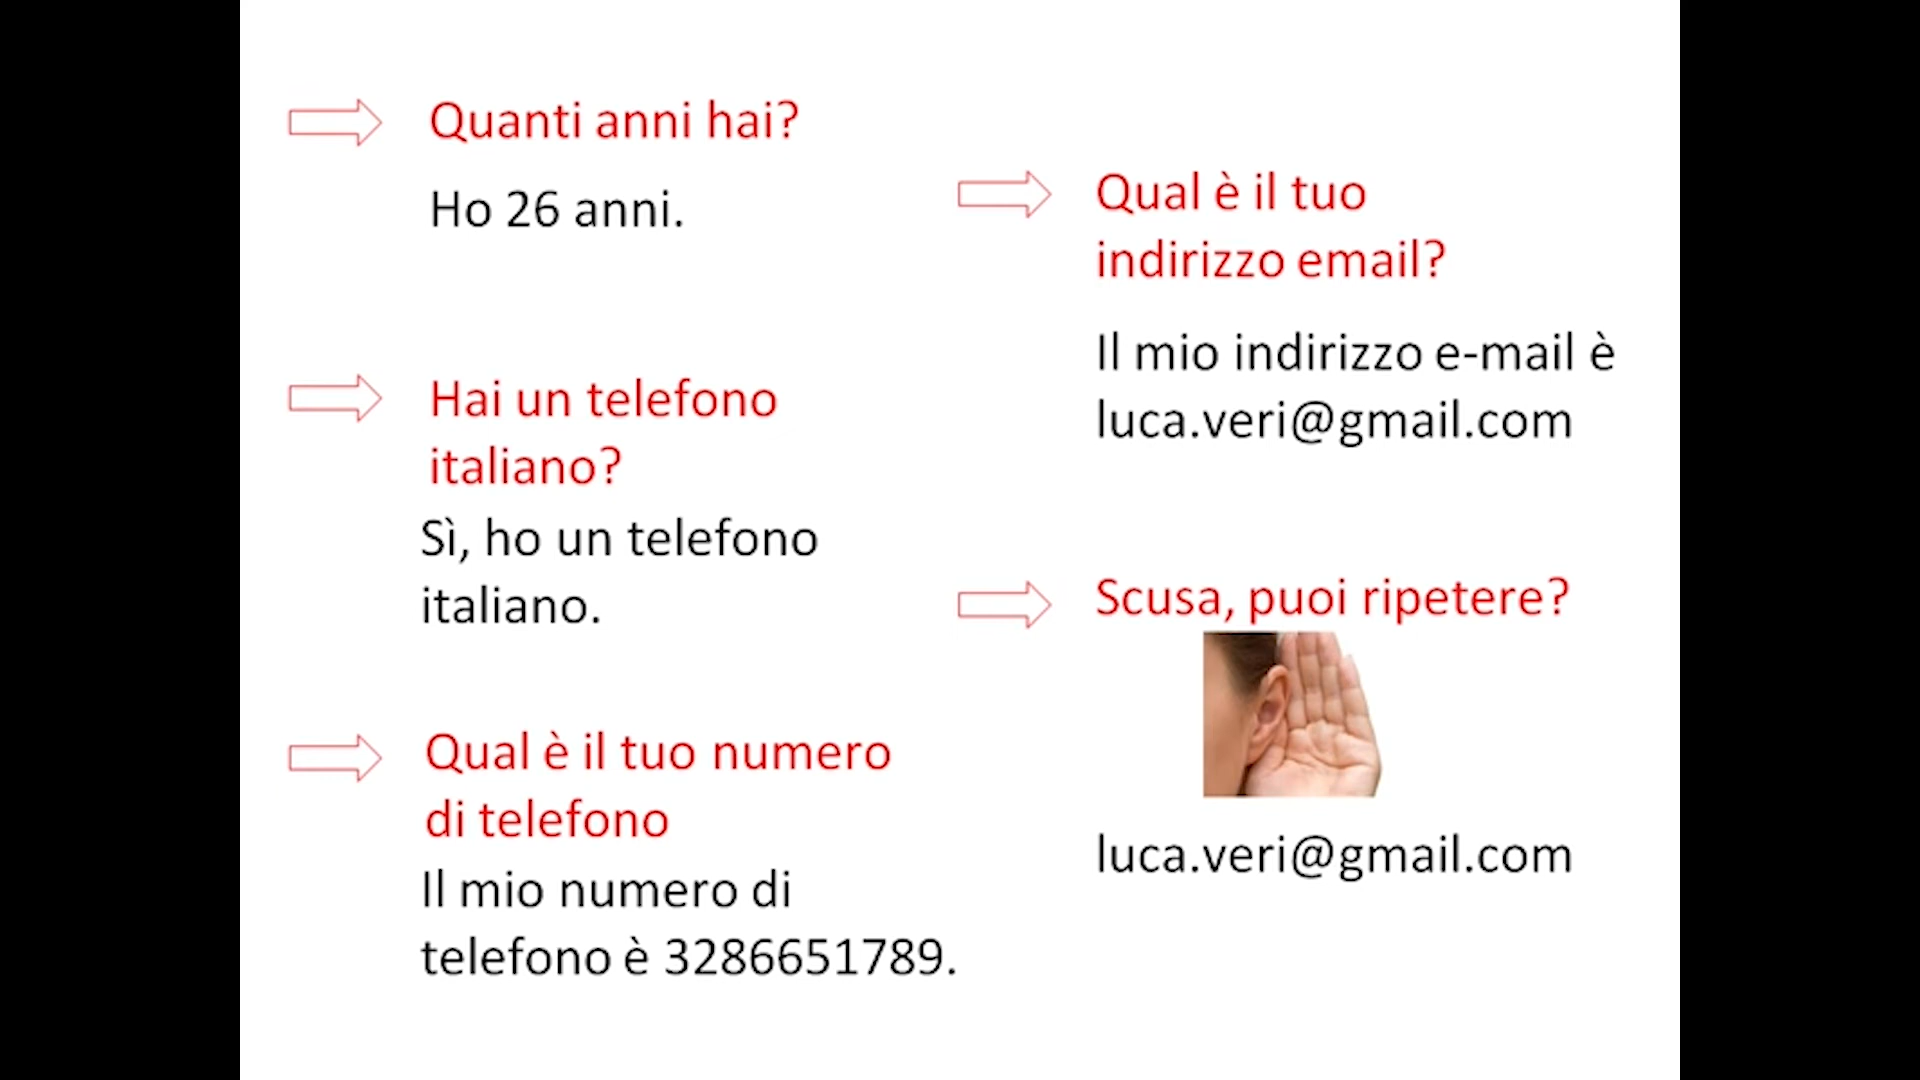 Quanti anni hai?
Ho 26 anni.
Hai un telefono
italiano?
Sì, ho un telefono
italiano.
Qual è il tuo numero
di telefono
Il mio numero di
telefono è 3286651789.
Qual è il tuo
indirizzo email?
Il mio indirizzo e-mail è
luca.veri@gmail.com
Scusa, puoi ripetere?
luca.veri@gmail.com